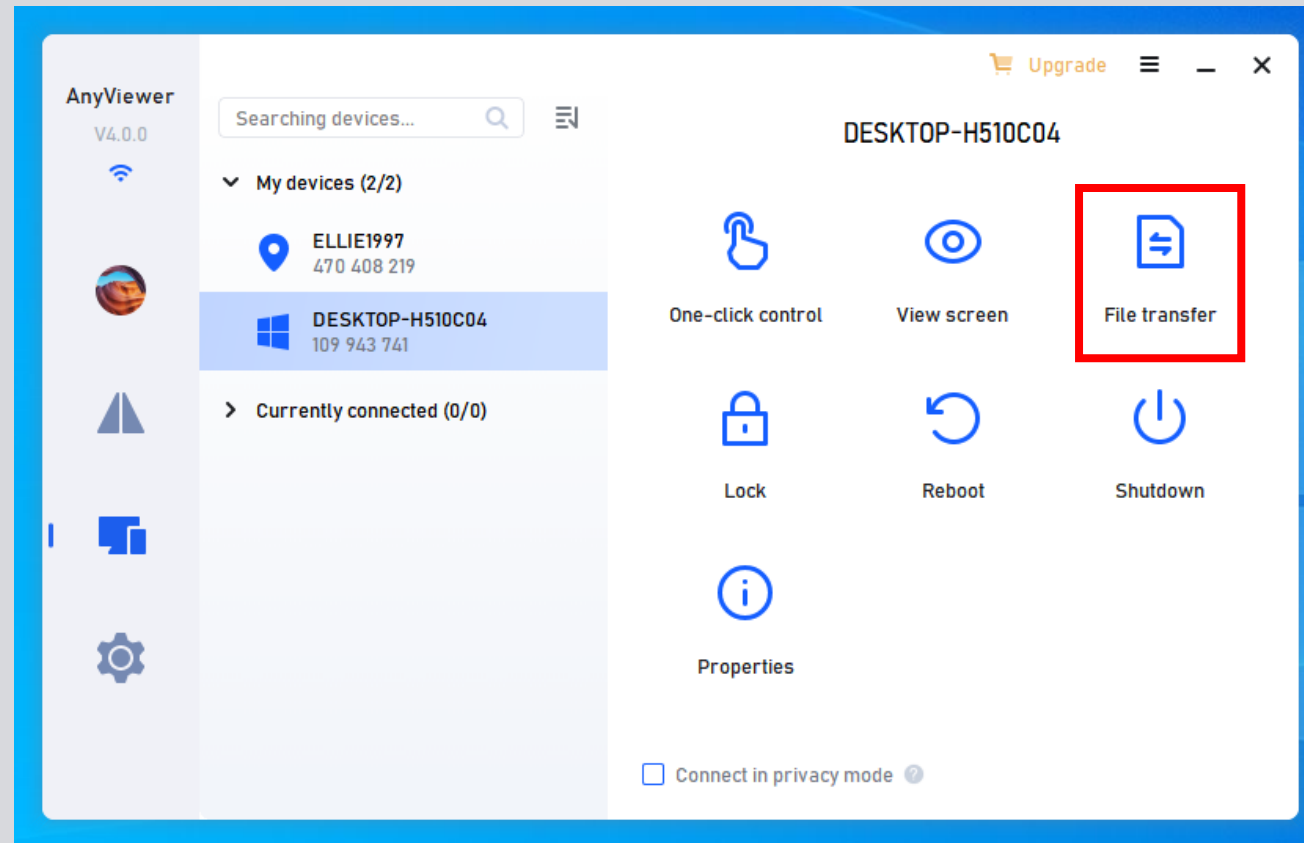 AnyViewer
V4.0.0
Searching devices...
My devices (2/2)
ELLIE1997
470 408 219
DESKTOP-H510C04
109 943 741
Currently connected (0/0)
Upgrade
DESKTOP-H510C04
One-click control
View screen
File transfer
Lock
Reboot
Shutdown
Properties
Connect in privacy mode